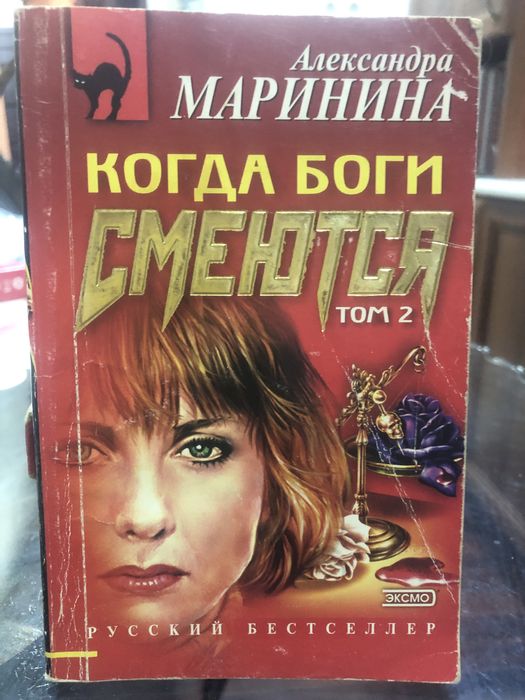 Александра
МАРИНИНА
КОГДА БОГИ
СМЕЮТСЯ
ТОМ 2
ЭКСМО
РУССКИЙ БЕСТСЕЛЛЕР